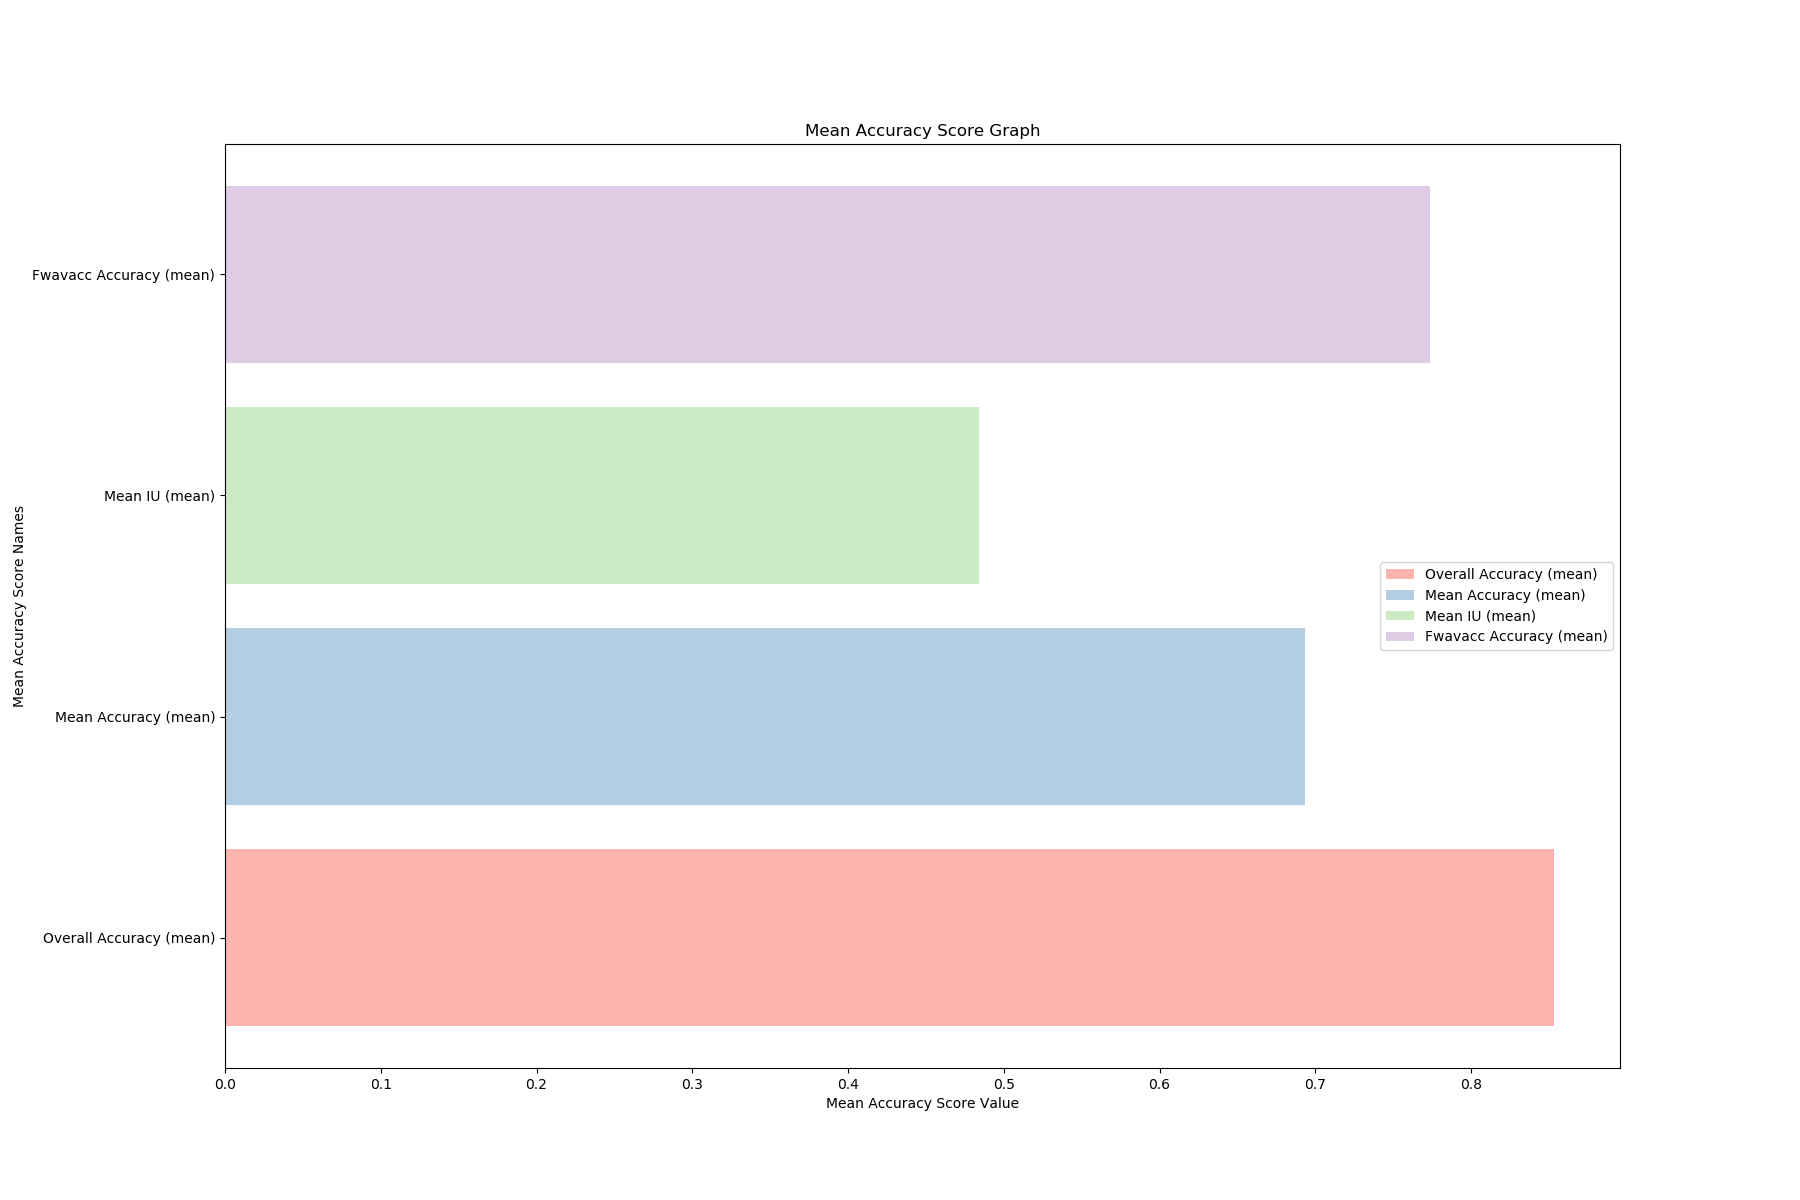 Mean Accuracy Score Graph
Fwavacc Accuracy (mean)
Mean IU (mean)
Mean Accuracy (mean)
Overall Accuracy (mean)
Mean Accuracy Score Names
Overall Accuracy (mean)
Mean Accuracy (mean)
Mean IU (mean)
Fwavacc Accuracy (mean)
0.0 0.1 0.2 0.3 0.4 0.5 0.6 0.7 0.8
Mean Accuracy Score Value